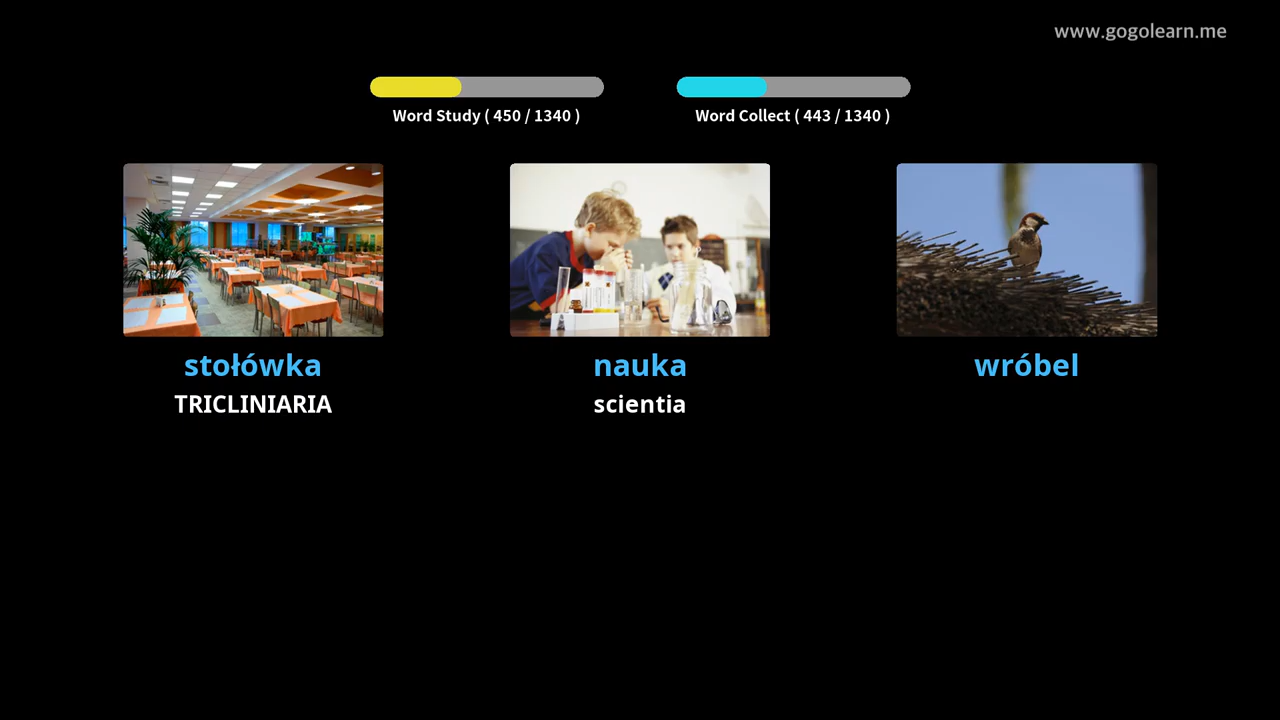 www.gogolearn.me
Word Study ( 450 / 1340 )
Word Collect ( 443 / 1340 )
stołówka
nauka
wróbel
TRICLINIARIA
scientia